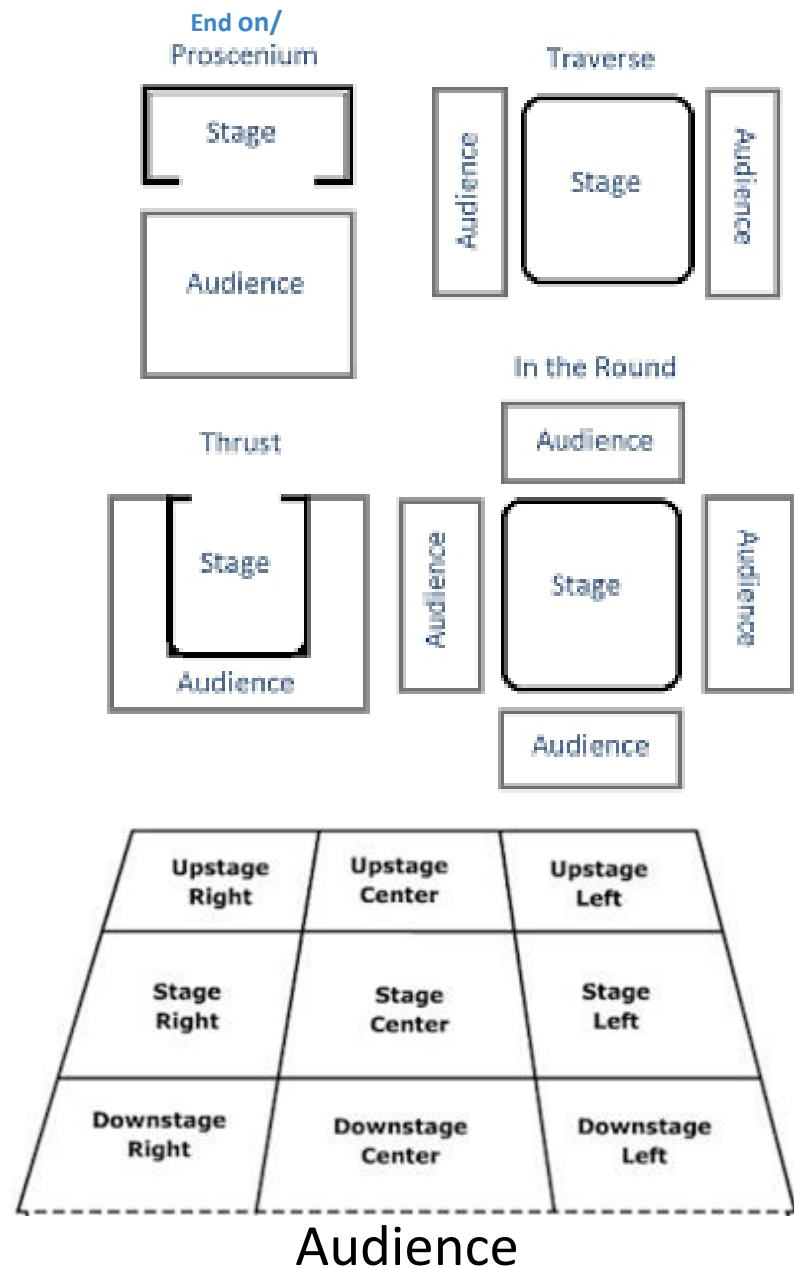 End on/
Proscenium
Stage
Audience
Traverse
Audience
Stage
Audience
Thrust
Stage
Audience
In the Round
Audience
Audience
Stage
Audience
Audience
Upstage
Right
Upstage
Center
Upstage
Left
Stage
Right
Stage
Center
Stage
Left
Downstage
Right
Downstage
Center
Downstage
Left
Audience